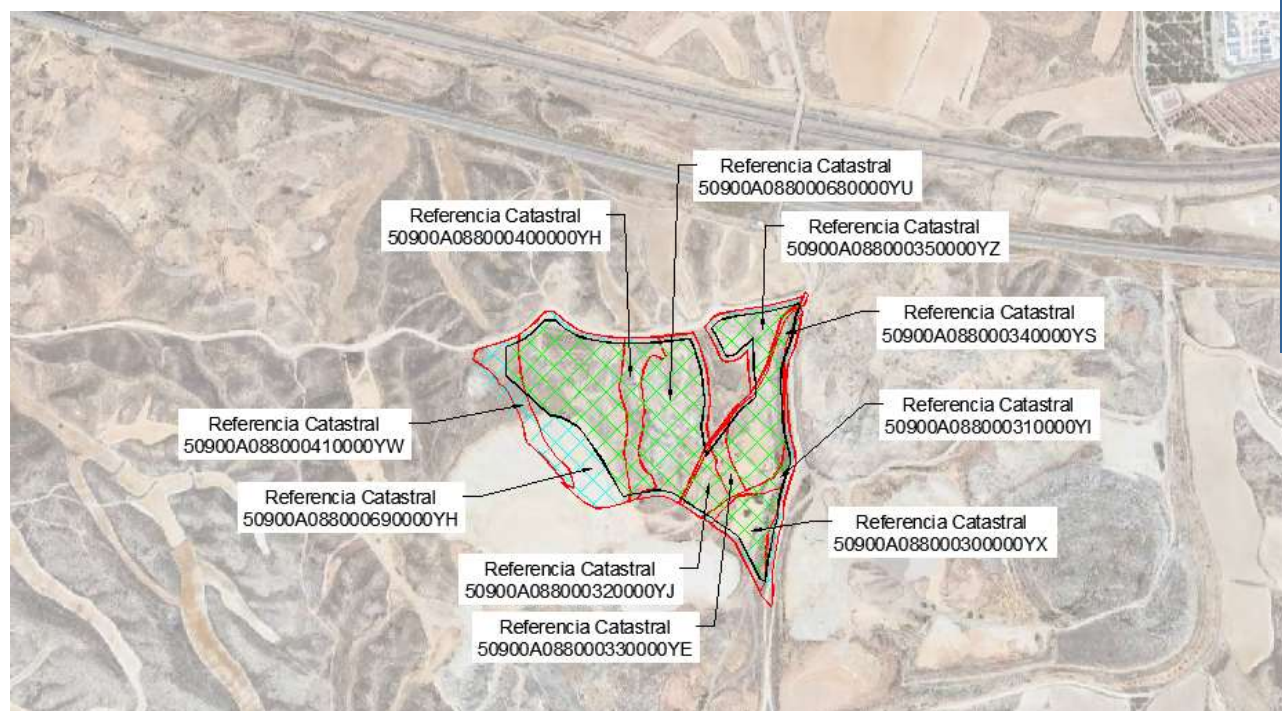 Referencia Catastral
50900A088000680000YU
Referencia Catastral
50900A088000400000YH
Referencia Catastral
50900A088000350000YZ
Referencia Catastral
50900A088000340000YS
Referencia Catastral
50900A088000310000YI
Referencia Catastral
50900A088000410000YW
Referencia Catastral
50900A088000690000YH
Referencia Catastral
50900A088000300000YX
Referencia Catastral
50900A088000320000YJ
Referencia Catastral
50900A088000330000YE